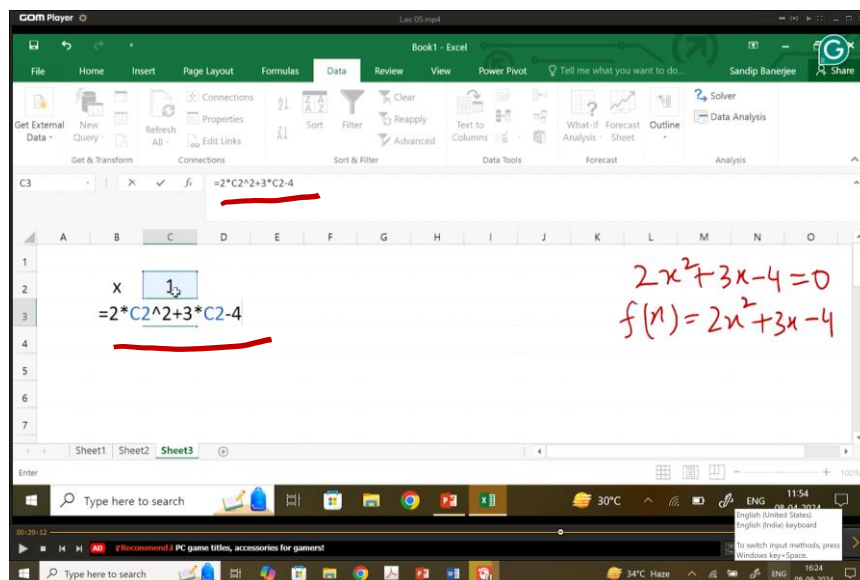 GOM Player
Lec 05.mp4
Book1 - Excel
File Home Insert Page Layout Formulas Data Review View Power Pivot Tell me what you want to do... Sandip Banerjee Share
Get External Data
New Query
Refresh All
Connections
Properties
Edit Links
Sort
Filter
Clear
Reapply
Advanced
Text to Columns
What-If Analysis
Forecast Sheet
Outline
Solver
Data Analysis
Get & Transform Connections Sort & Filter Data Tools Forecast Analysis
C3 fx =2*C2^2+3*C2-4
A B C D E F G H I J K L M N O
1
2 x 1
3 =2*C2^2+3*C2-4
4
5
6
7
2x²+3x-4=0
f(x)=2x²+3x-4
Sheet1 Sheet2 Sheet3
Enter 100%
Type here to search 30°C ENG 11:54
08-04-2024
English (United States)
English (India) keyboard
To switch input methods, press
Windows key+Space.
00:29:12
AD [Recommend] PC game titles, accessories for gamers!
Type here to search 34°C Haze ENG 16:24